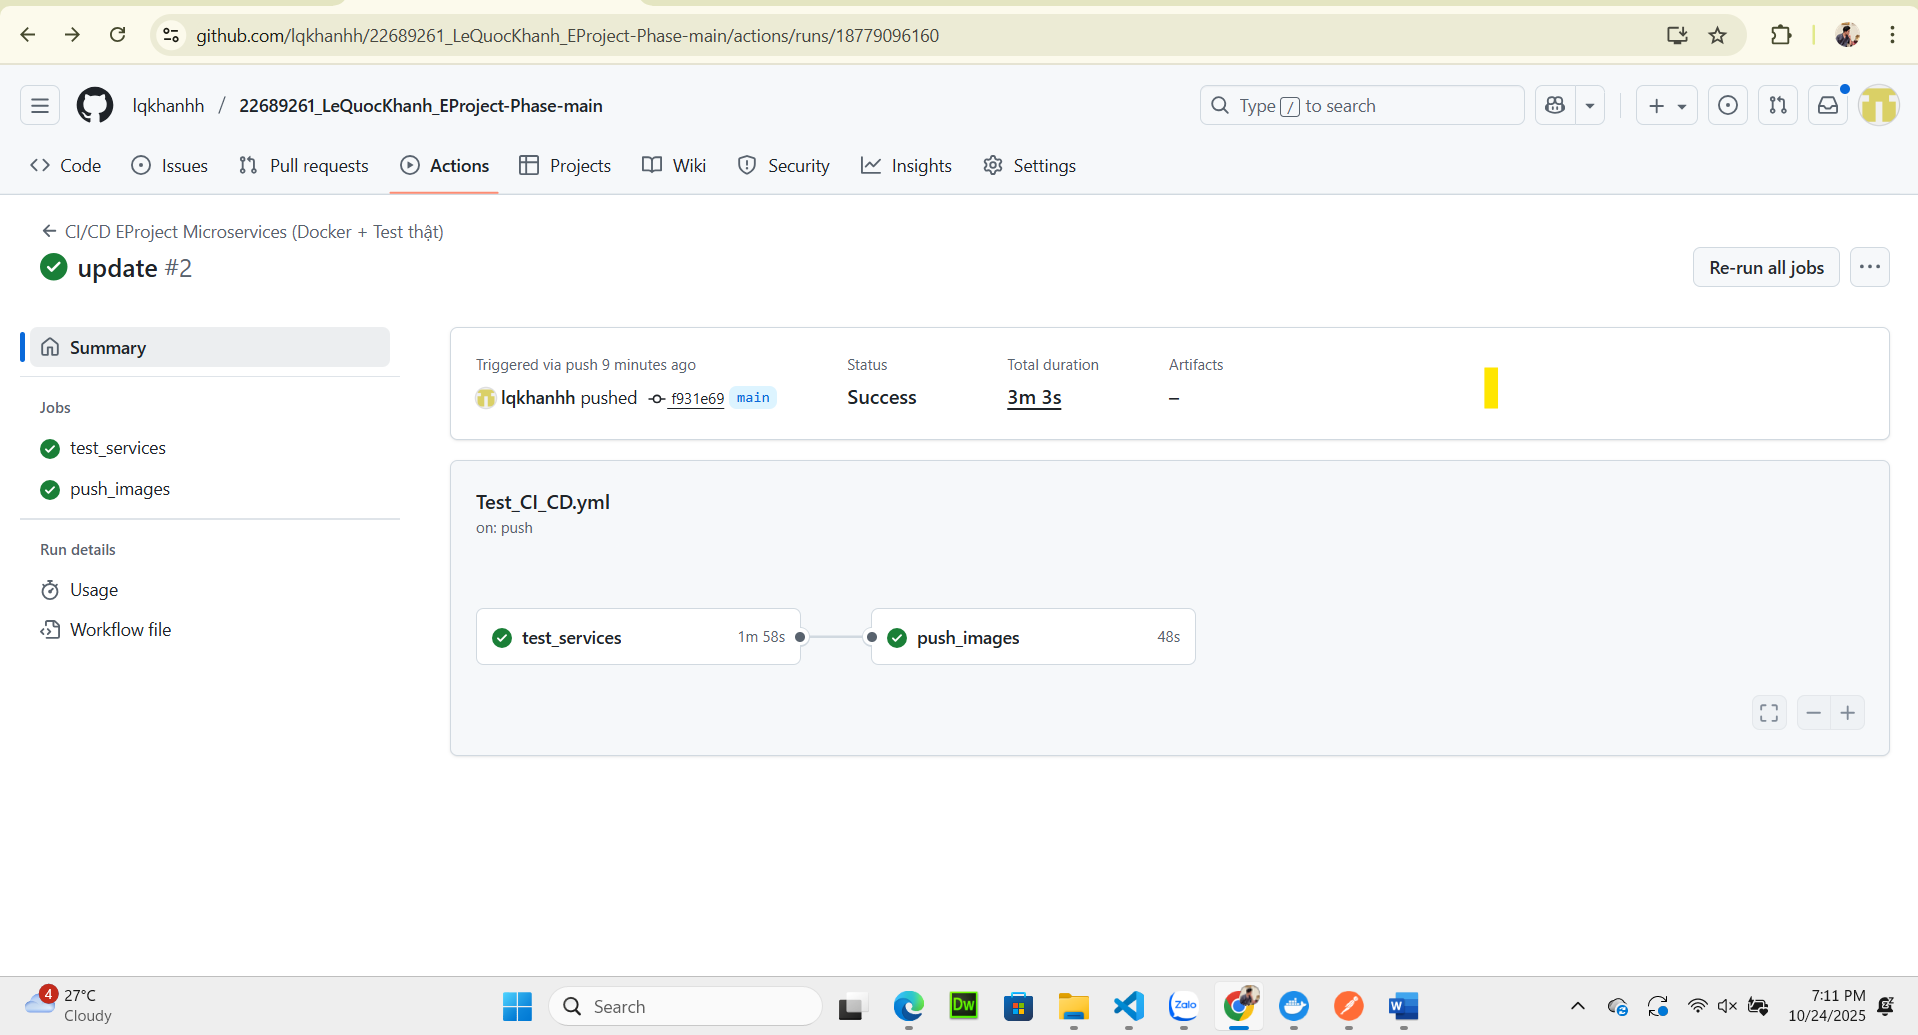 github.com/lqkhanhh/22689261_LeQuocKhanh_EProject-Phase-main/actions/runs/18779096160
lqkhanhh / 22689261_LeQuocKhanh_EProject-Phase-main
Type / to search
Code Issues Pull requests Actions Projects Wiki Security Insights Settings
CI/CD EProject Microservices (Docker + Test thật)
update #2
Re-run all jobs
Summary
Jobs
test_services
push_images
Run details
Usage
Workflow file
Triggered via push 9 minutes ago
lqkhanhh pushed f931e69 main
Status
Success
Total duration
3m 3s
Artifacts
–
Test_CI_CD.yml
on: push
test_services 1m 58s
push_images 48s
4
27°C
Cloudy
Search
Dw
Zalo
W
7:11 PM
10/24/2025